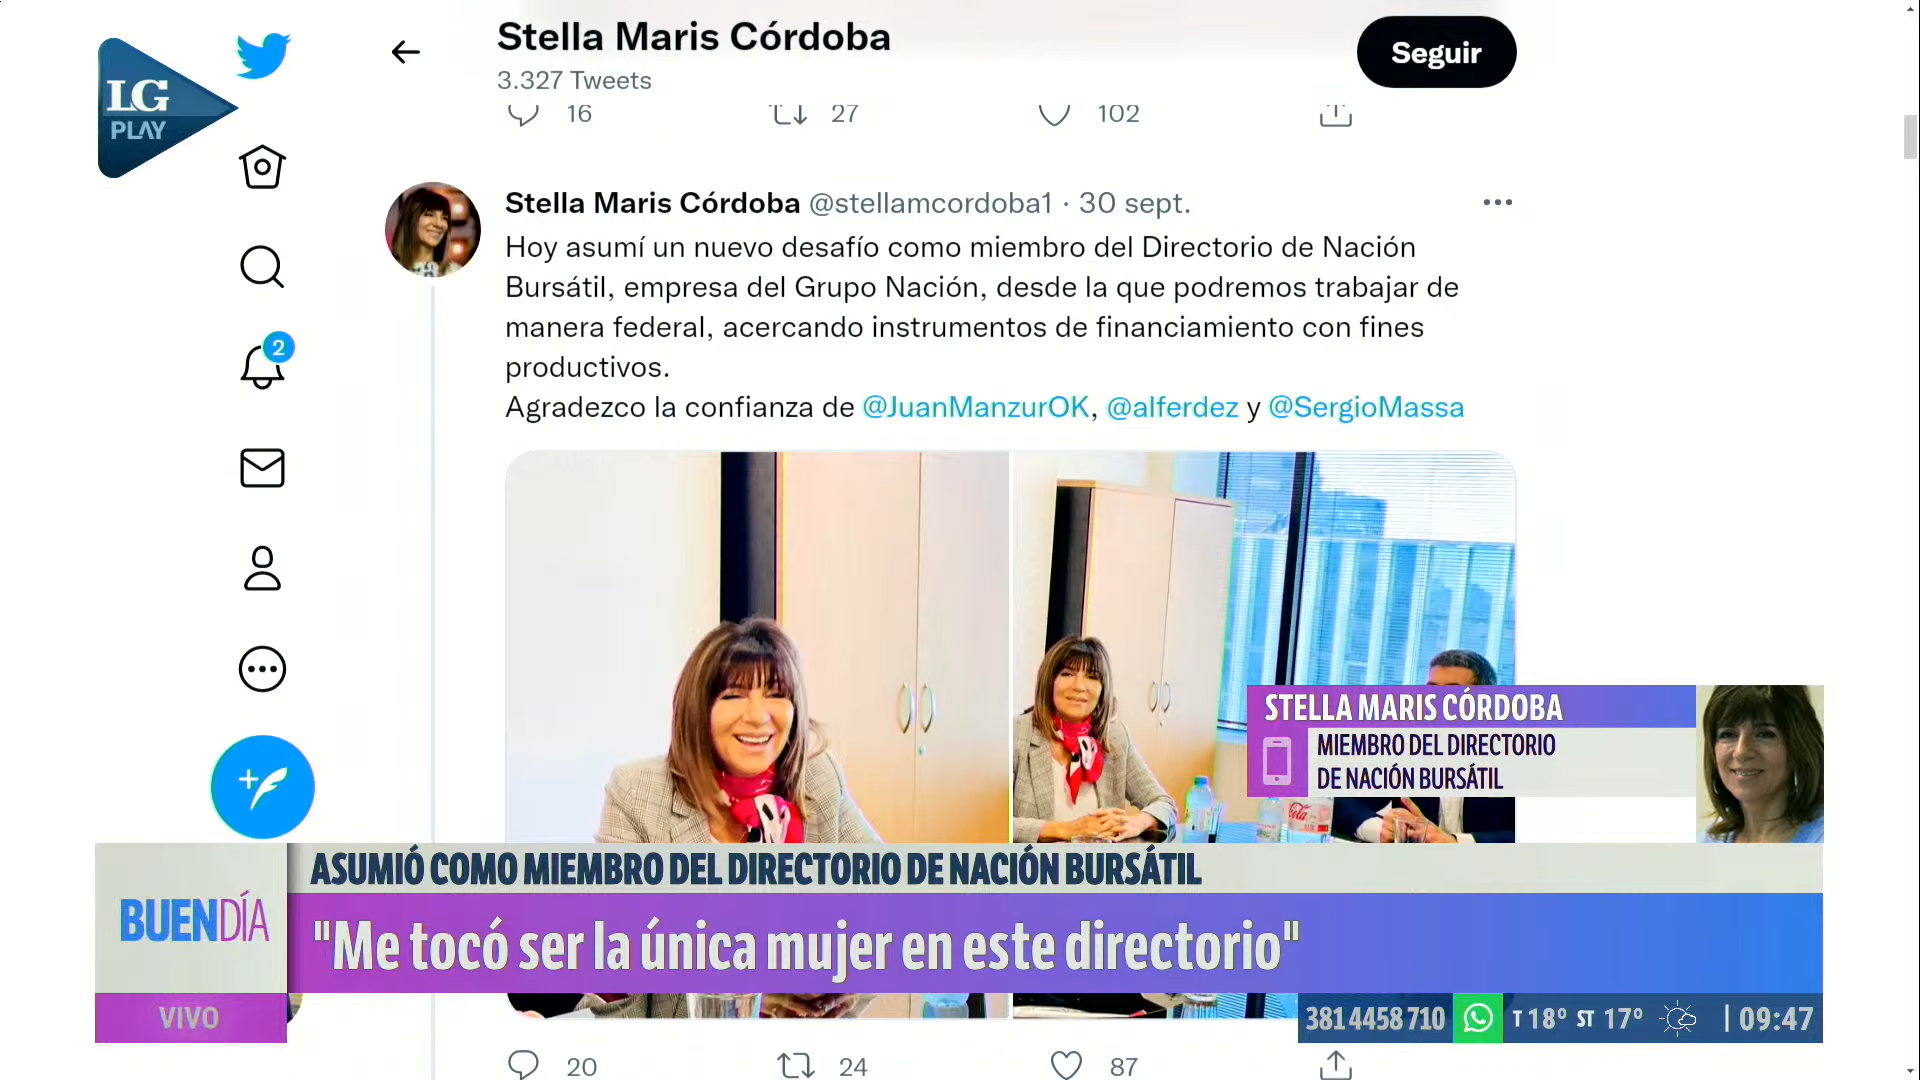 Stella Maris Córdoba
3.327 Tweets
Seguir
LG
PLAY
16 27 102
Stella Maris Córdoba @stellamcordoba1 · 30 sept.
Hoy asumí un nuevo desafío como miembro del Directorio de Nación
Bursátil, empresa del Grupo Nación, desde la que podremos trabajar de
manera federal, acercando instrumentos de financiamiento con fines
productivos.
Agradezco la confianza de @JuanManzurOK, @alferdez y @SergioMassa
2
STELLA MARIS CÓRDOBA
MIEMBRO DEL DIRECTORIO
DE NACIÓN BURSÁTIL
Cola
ASUMIÓ COMO MIEMBRO DEL DIRECTORIO DE NACIÓN BURSÁTIL
BUENDÍA
"Me tocó ser la única mujer en este directorio"
VIVO
381 4458 710 T 18º ST 17º | 09:47
20 24 87